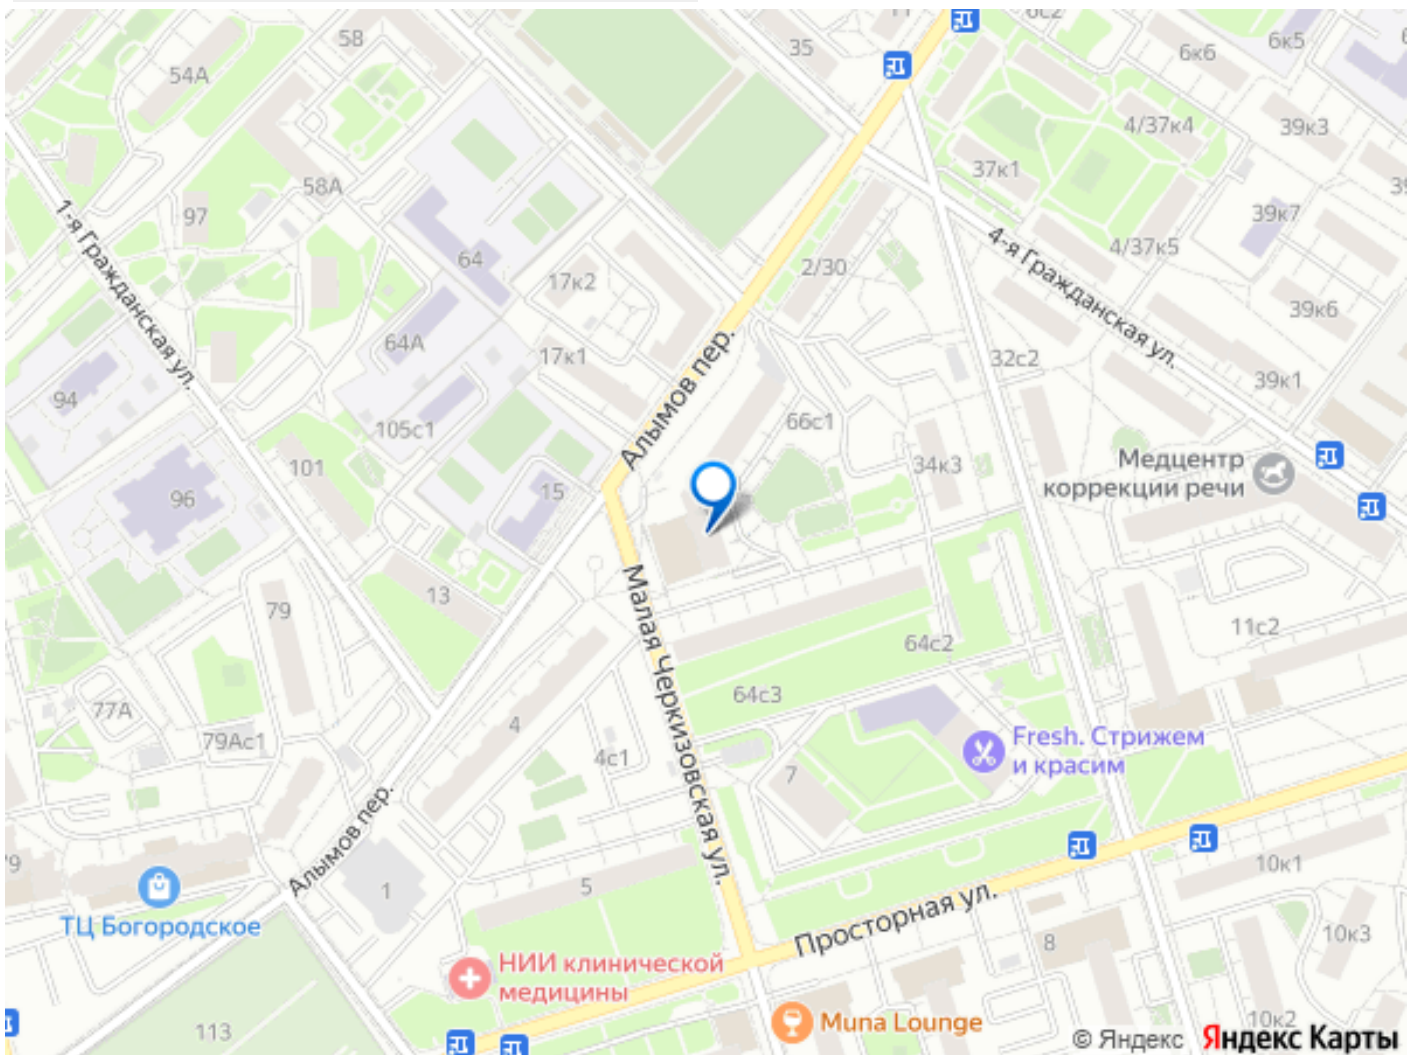 58
35
6к6
6к5
54А
4/37к4
39к3
58А
37к1
97
39к7
1-я Гражданская ул.
64
2/30
4/37к5
4-я Гражданская ул.
17к2
39к6
64А
17к1
Алымов пер.
32с2
94
39к1
105с1
66с1
101
34к3
Медцентр
коррекции речи
96
15
13
79
Малая Черкизовская ул.
11с2
64с2
64с3
77А
79Ас1
4
4с1
7
Fresh. Стрижем
и красим
Алымов пер.
ТЦ Богородское
1
5
10к1
Просторная ул.
8
10к3
НИИ клинической
медицины
113
Muna Lounge
10к2
© Яндекс Яндекс Карты